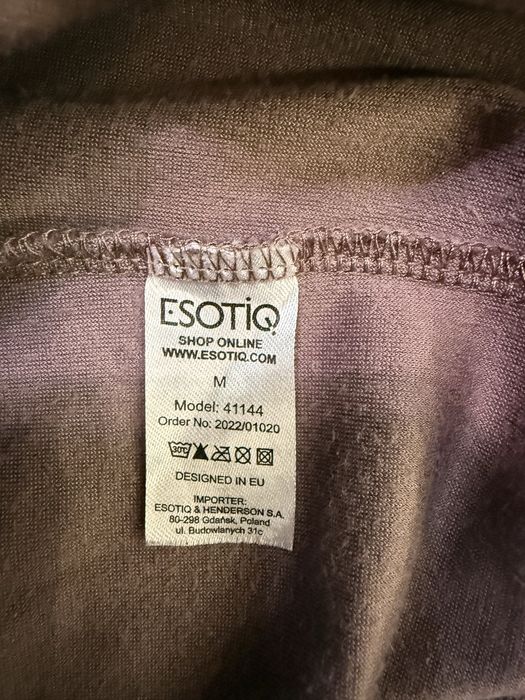 ESOTIQ
SHOP ONLINE
WWW.ESOTIQ.COM
M
Model: 41144
Order No: 2022/01020
30°C
DESIGNED IN EU
IMPORTER:
ESOTIQ & HENDERSON S.A.
80-298 Gdańsk, Poland
ul. Budowlanych 31c